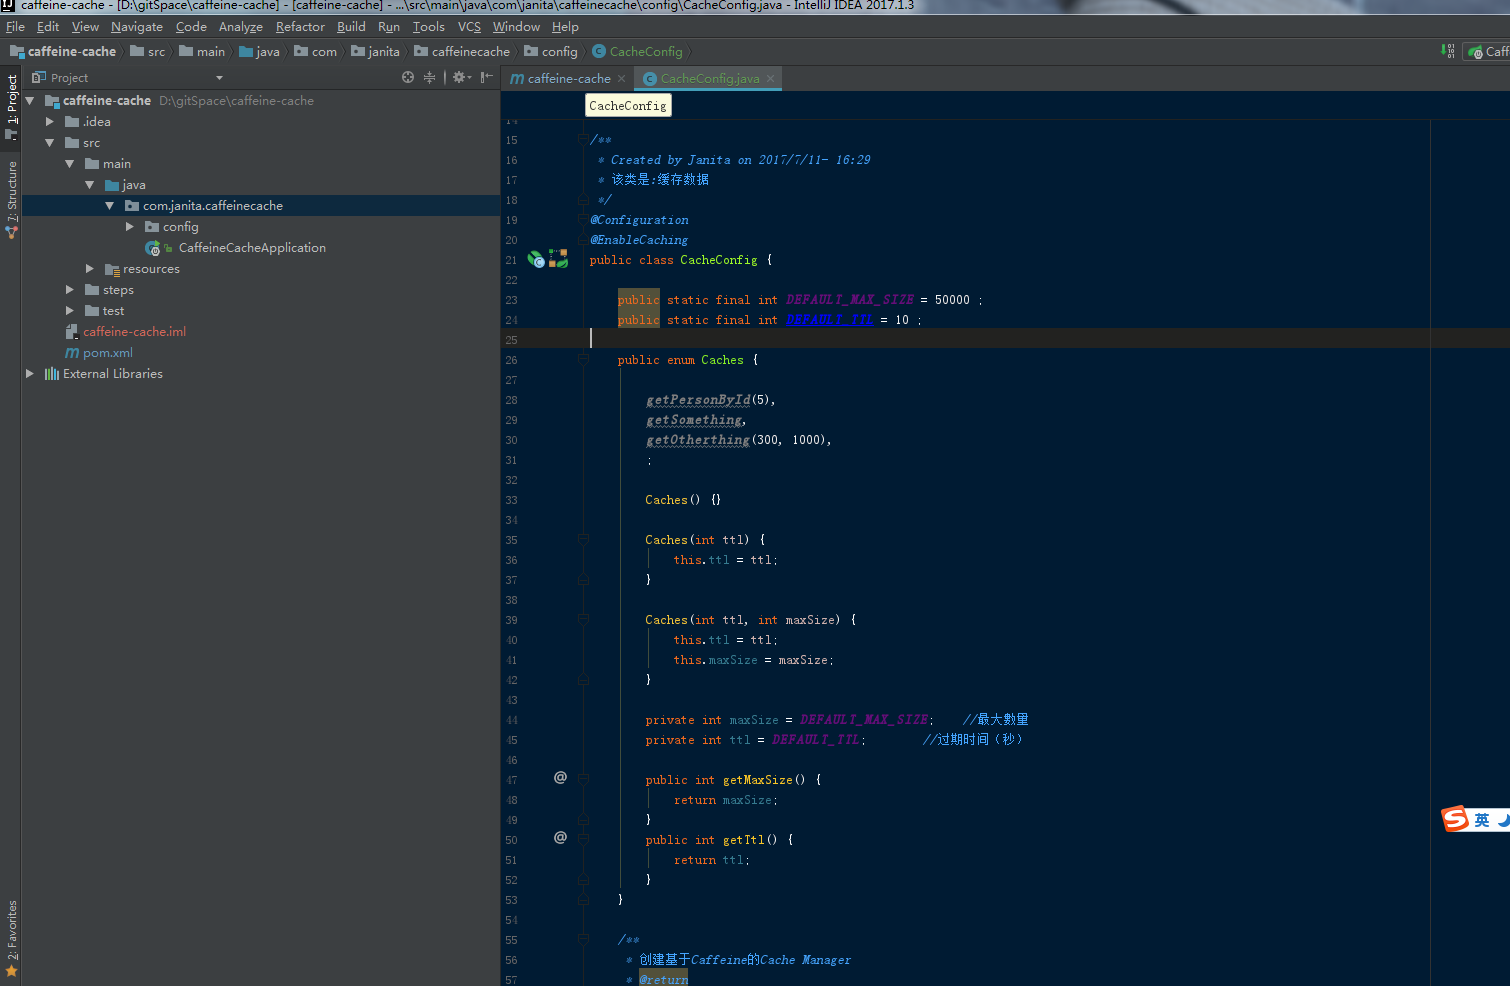 caffeine-cache - [D:\gitSpace\caffeine-cache] - [caffeine-cache] - ...\src\main\java\com\janita\caffeinecache\config\CacheConfig.java - IntelliJ IDEA 2017.1.3
File Edit View Navigate Code Analyze Refactor Build Run Tools VCS Window Help
caffeine-cache src main java com janita caffeinecache config CacheConfig
Caff
Project
caffeine-cache CacheConfig.java
CacheConfig
1: Project
7: Structure
2: Favorites
caffeine-cache D:\gitSpace\caffeine-cache
.idea
src
main
java
com.janita.caffeinecache
config
CaffeineCacheApplication
resources
steps
test
caffeine-cache.iml
pom.xml
External Libraries
14
15 /**
16 * Created by Janita on 2017/7/11- 16:29
17 * 该类是:缓存数据
18 */
19 @Configuration
20 @EnableCaching
21 public class CacheConfig {
22
23 public static final int DEFAULT_MAX_SIZE = 50000 ;
24 public static final int DEFAULT_TTL = 10 ;
25
26 public enum Caches {
27
28 getPersonById(5),
29 getSomething,
30 getOtherthing(300, 1000),
31 ;
32
33 Caches() {}
34
35 Caches(int ttl) {
36 this.ttl = ttl;
37 }
38
39 Caches(int ttl, int maxSize) {
40 this.ttl = ttl;
41 this.maxSize = maxSize;
42 }
43
44 private int maxSize = DEFAULT_MAX_SIZE; //最大數量
45 private int ttl = DEFAULT_TTL; //过期时间（秒）
46
47 @ public int getMaxSize() {
48 return maxSize;
49 }
50 @ public int getTtl() {
51 return ttl;
52 }
53 }
54
55 /**
56 * 创建基于Caffeine的Cache Manager
57 * @return
S 英